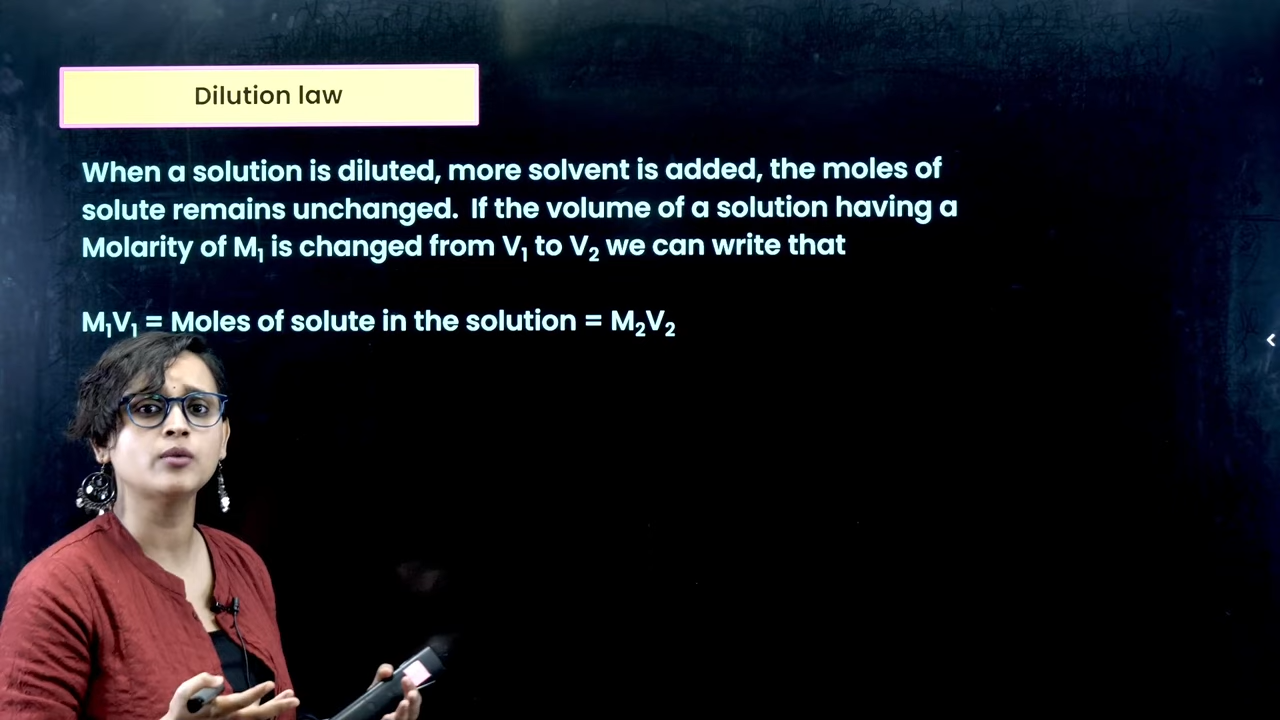 Dilution law
When a solution is diluted, more solvent is added, the moles of
solute remains unchanged. If the volume of a solution having a
Molarity of M₁ is changed from V₁ to V₂ we can write that
M₁V₁ = Moles of solute in the solution = M₂V₂